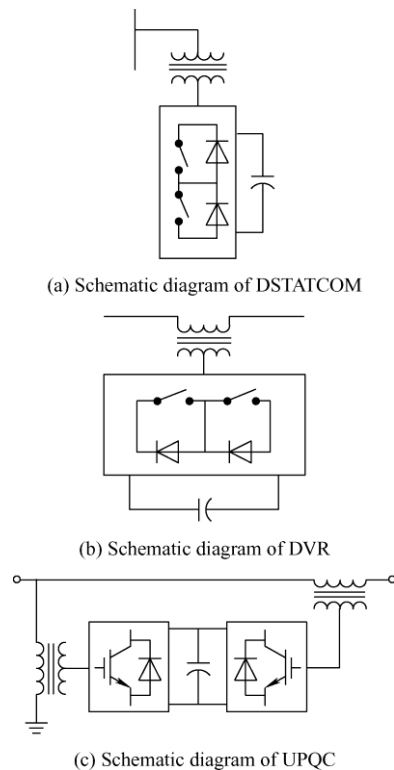 (a) Schematic diagram of DSTATCOM
(b) Schematic diagram of DVR
(c) Schematic diagram of UPQC